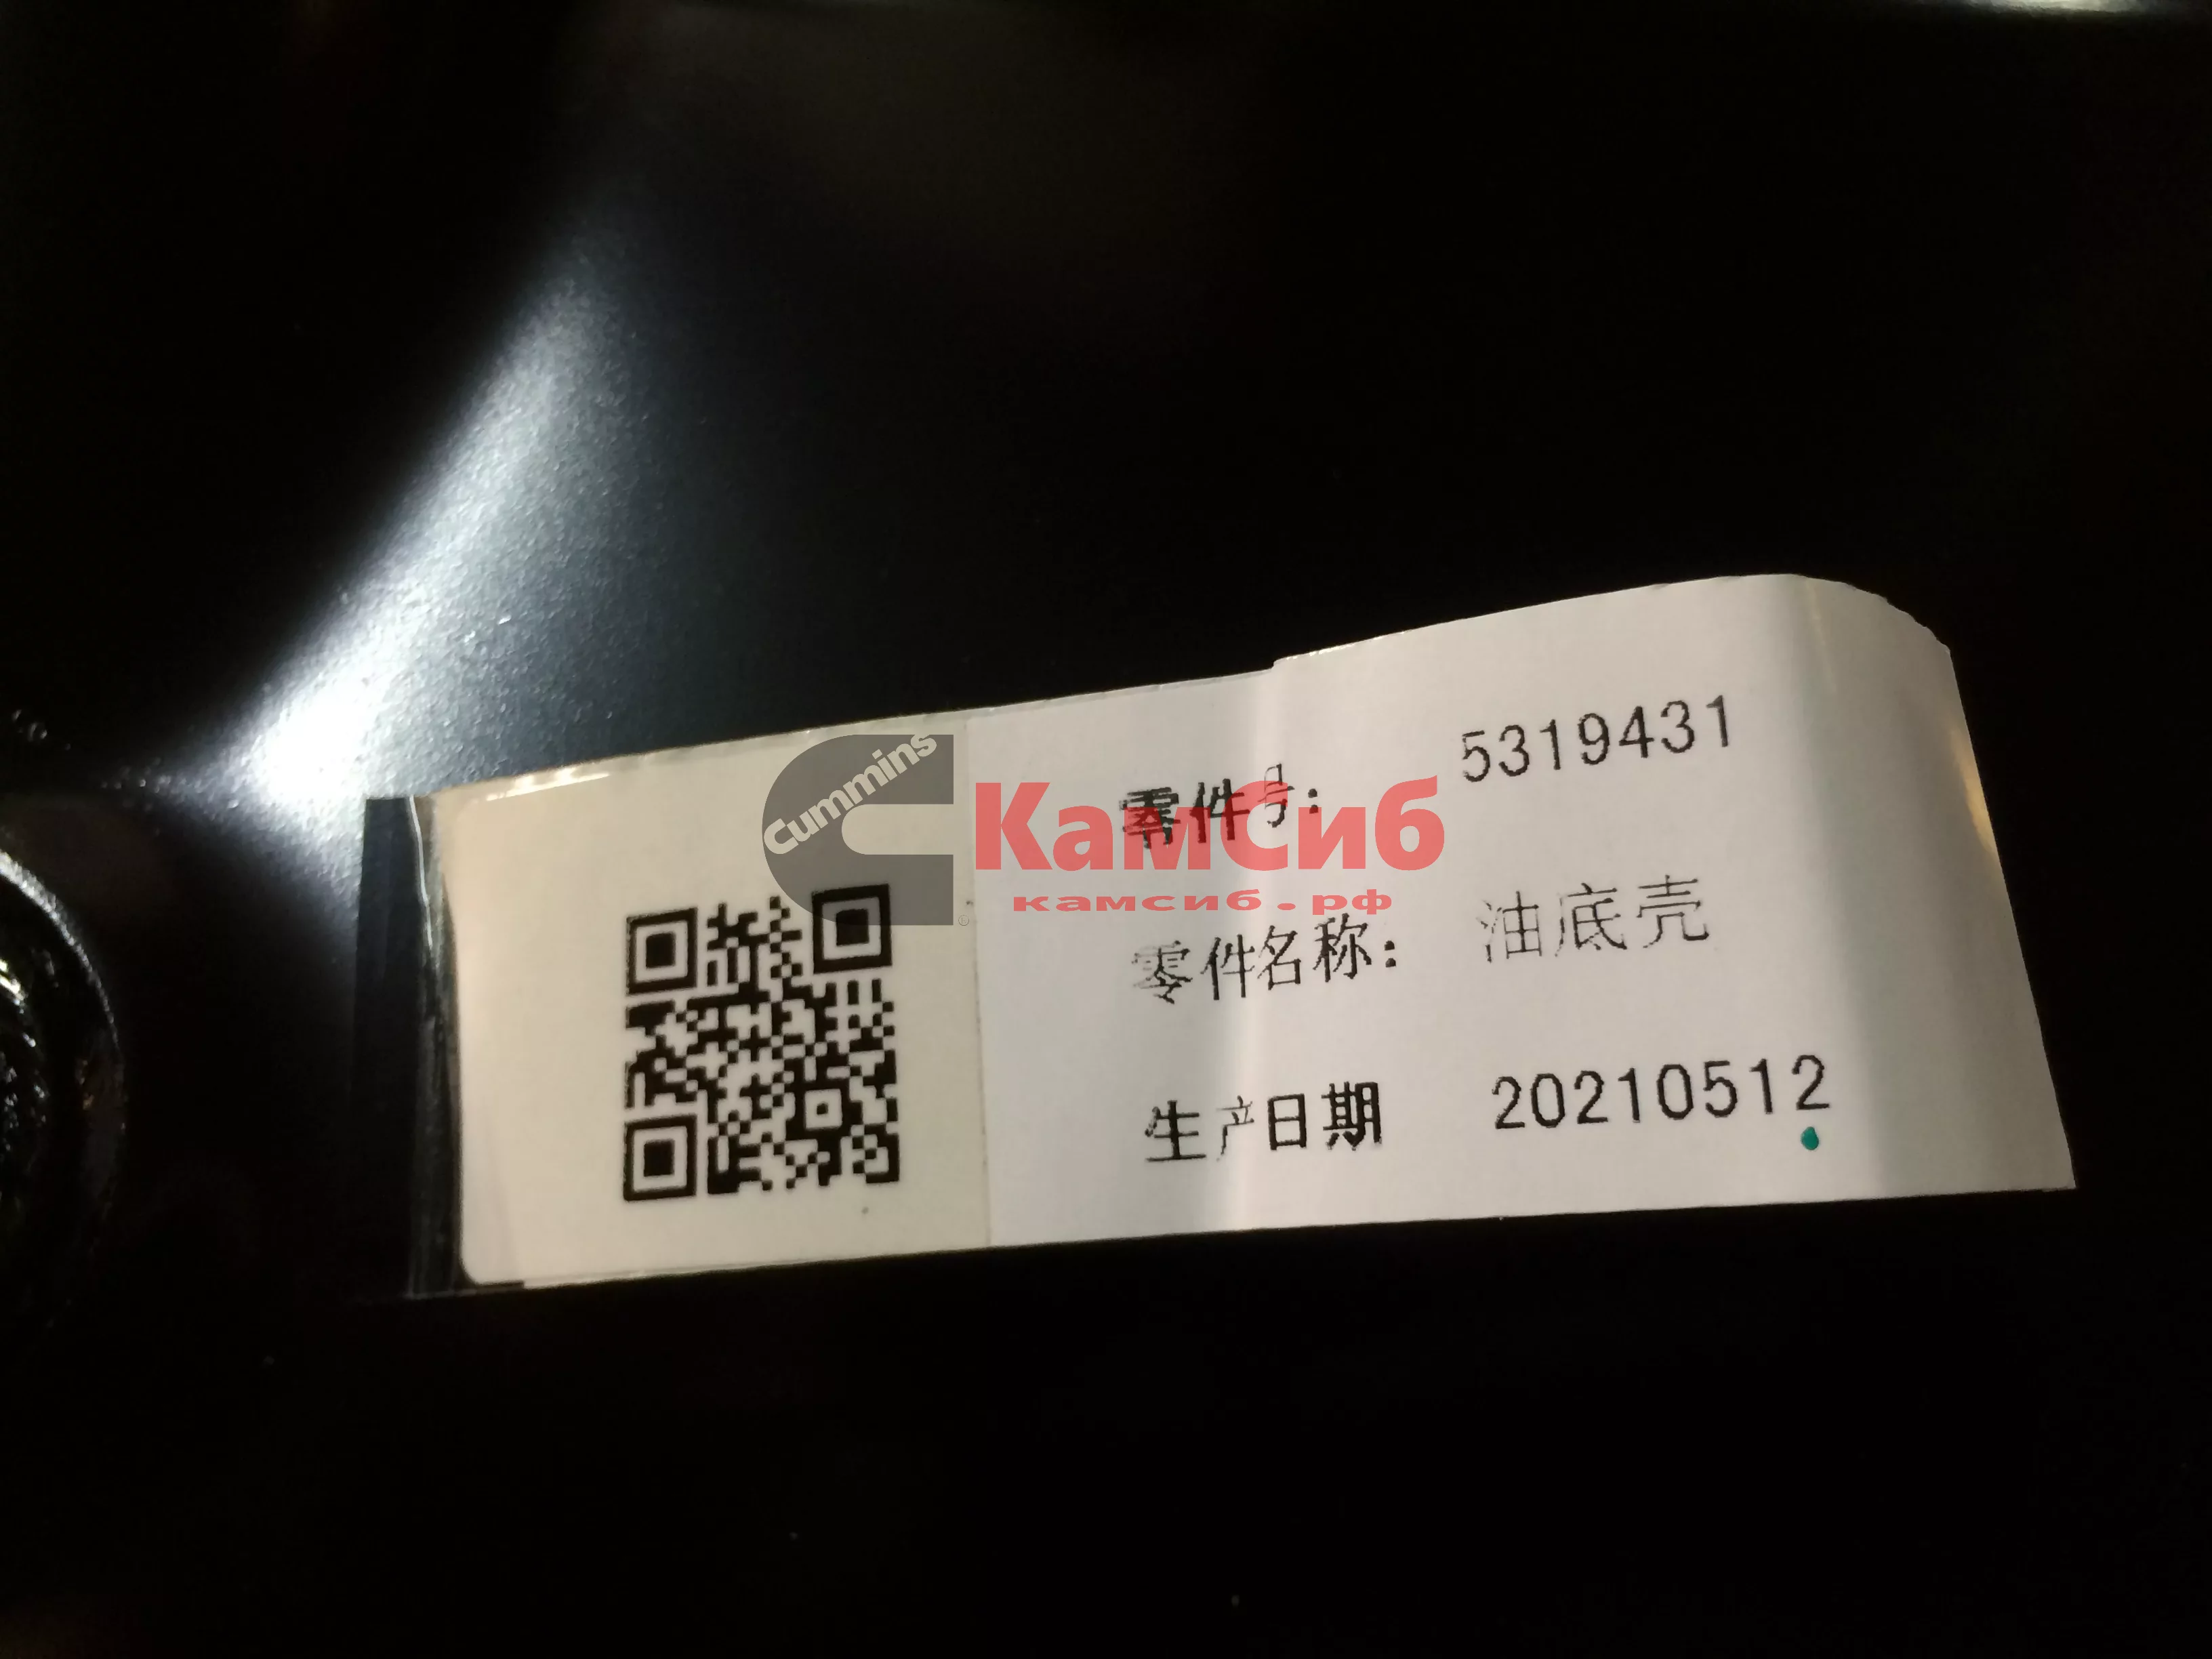 Cummins
零件号: 5319431
КамСиб
камсиб.рф
零件名称: 油底壳
生产日期 20210512